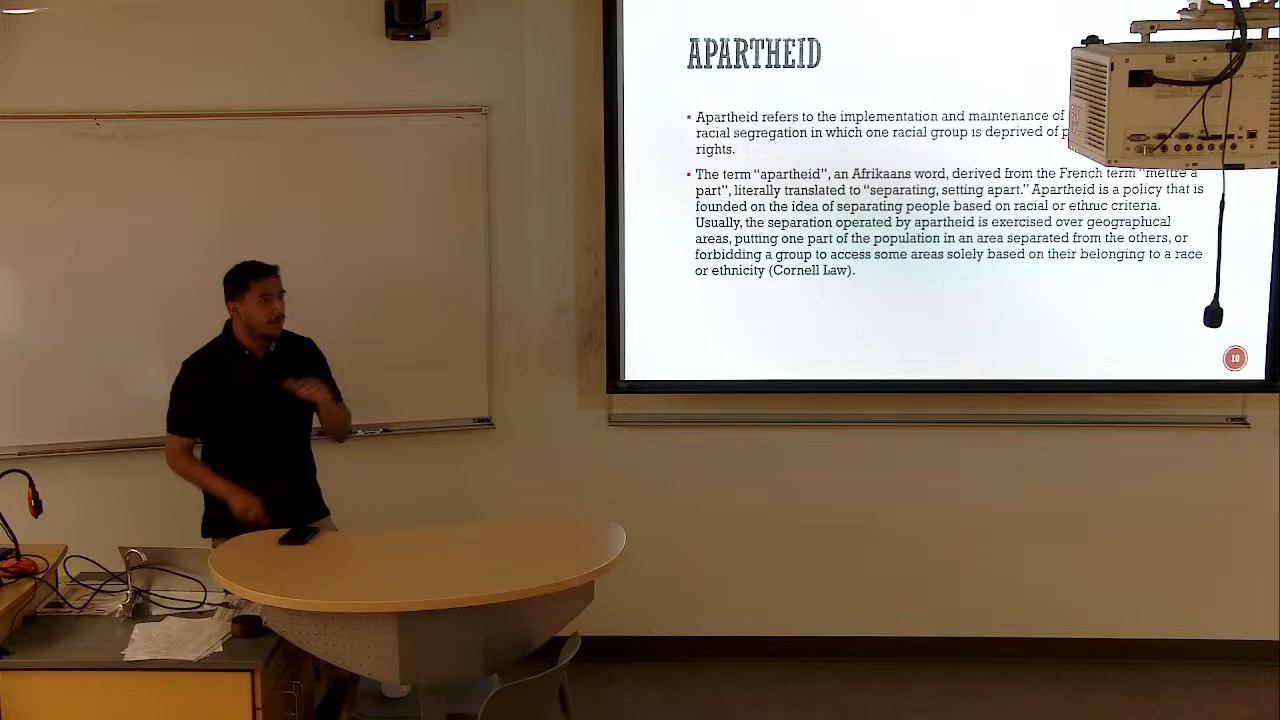 APARTHEID
Apartheid refers to the implementation and maintenance of
racial segregation in which one racial group is deprived of
rights.
The term "apartheid", an Afrikaans word, derived from the French term "mettre a
part", literally translated to "separating, setting apart." Apartheid is a policy that is
founded on the idea of separating people based on racial or ethnic criteria.
Usually, the separation operated by apartheid is exercised over geographical
areas, putting one part of the population in an area separated from the others, or
forbidding a group to access some areas solely based on their belonging to a race
or ethnicity (Cornell Law).
10